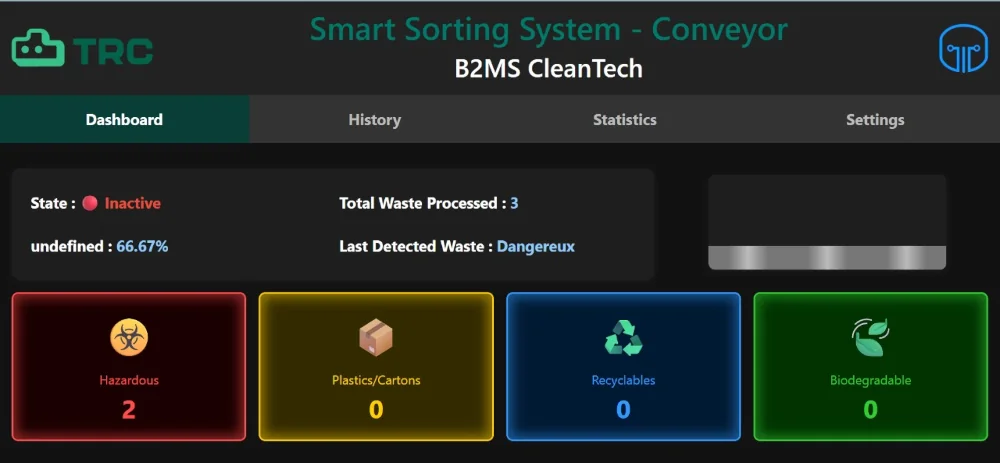 TRC
Smart Sorting System - Conveyor
B2MS CleanTech
Dashboard
History
Statistics
Settings
State : Inactive
Total Waste Processed : 3
undefined : 66.67%
Last Detected Waste : Dangereux
Hazardous
2
Plastics/Cartons
0
Recyclables
0
Biodegradable
0